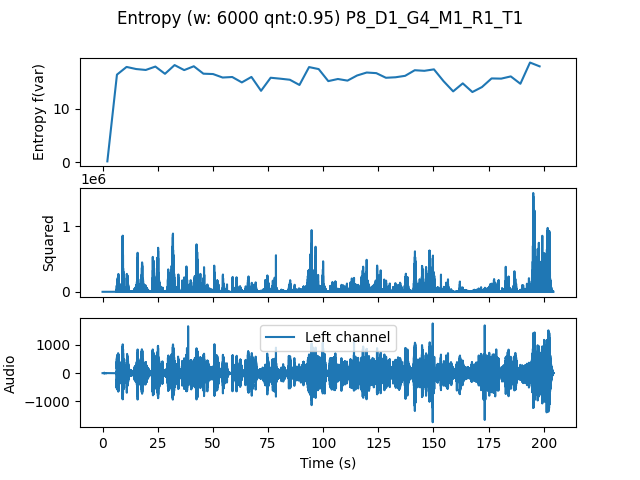 Entropy (w: 6000 qnt:0.95) P8_D1_G4_M1_R1_T1
Entropy f(var)
10
0
1e6
Squared
1
0
Audio
1000
0
−1000
Left channel
0 25 50 75 100 125 150 175 200
Time (s)